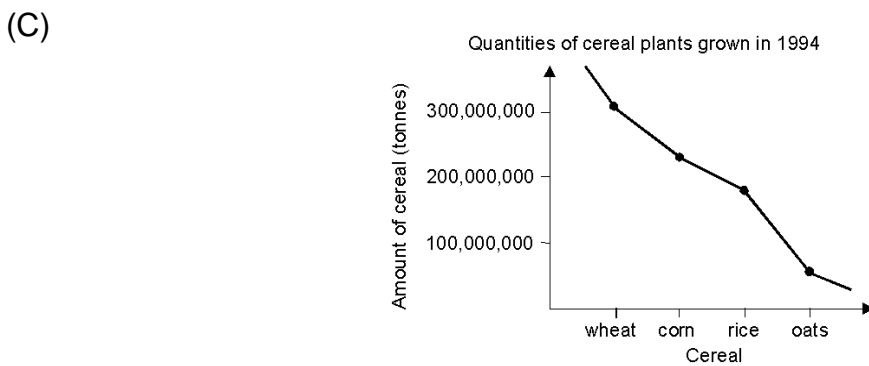 (C)
Quantities of cereal plants grown in 1994
Amount of cereal (tonnes)
300,000,000
200,000,000
100,000,000
wheat corn rice oats
Cereal